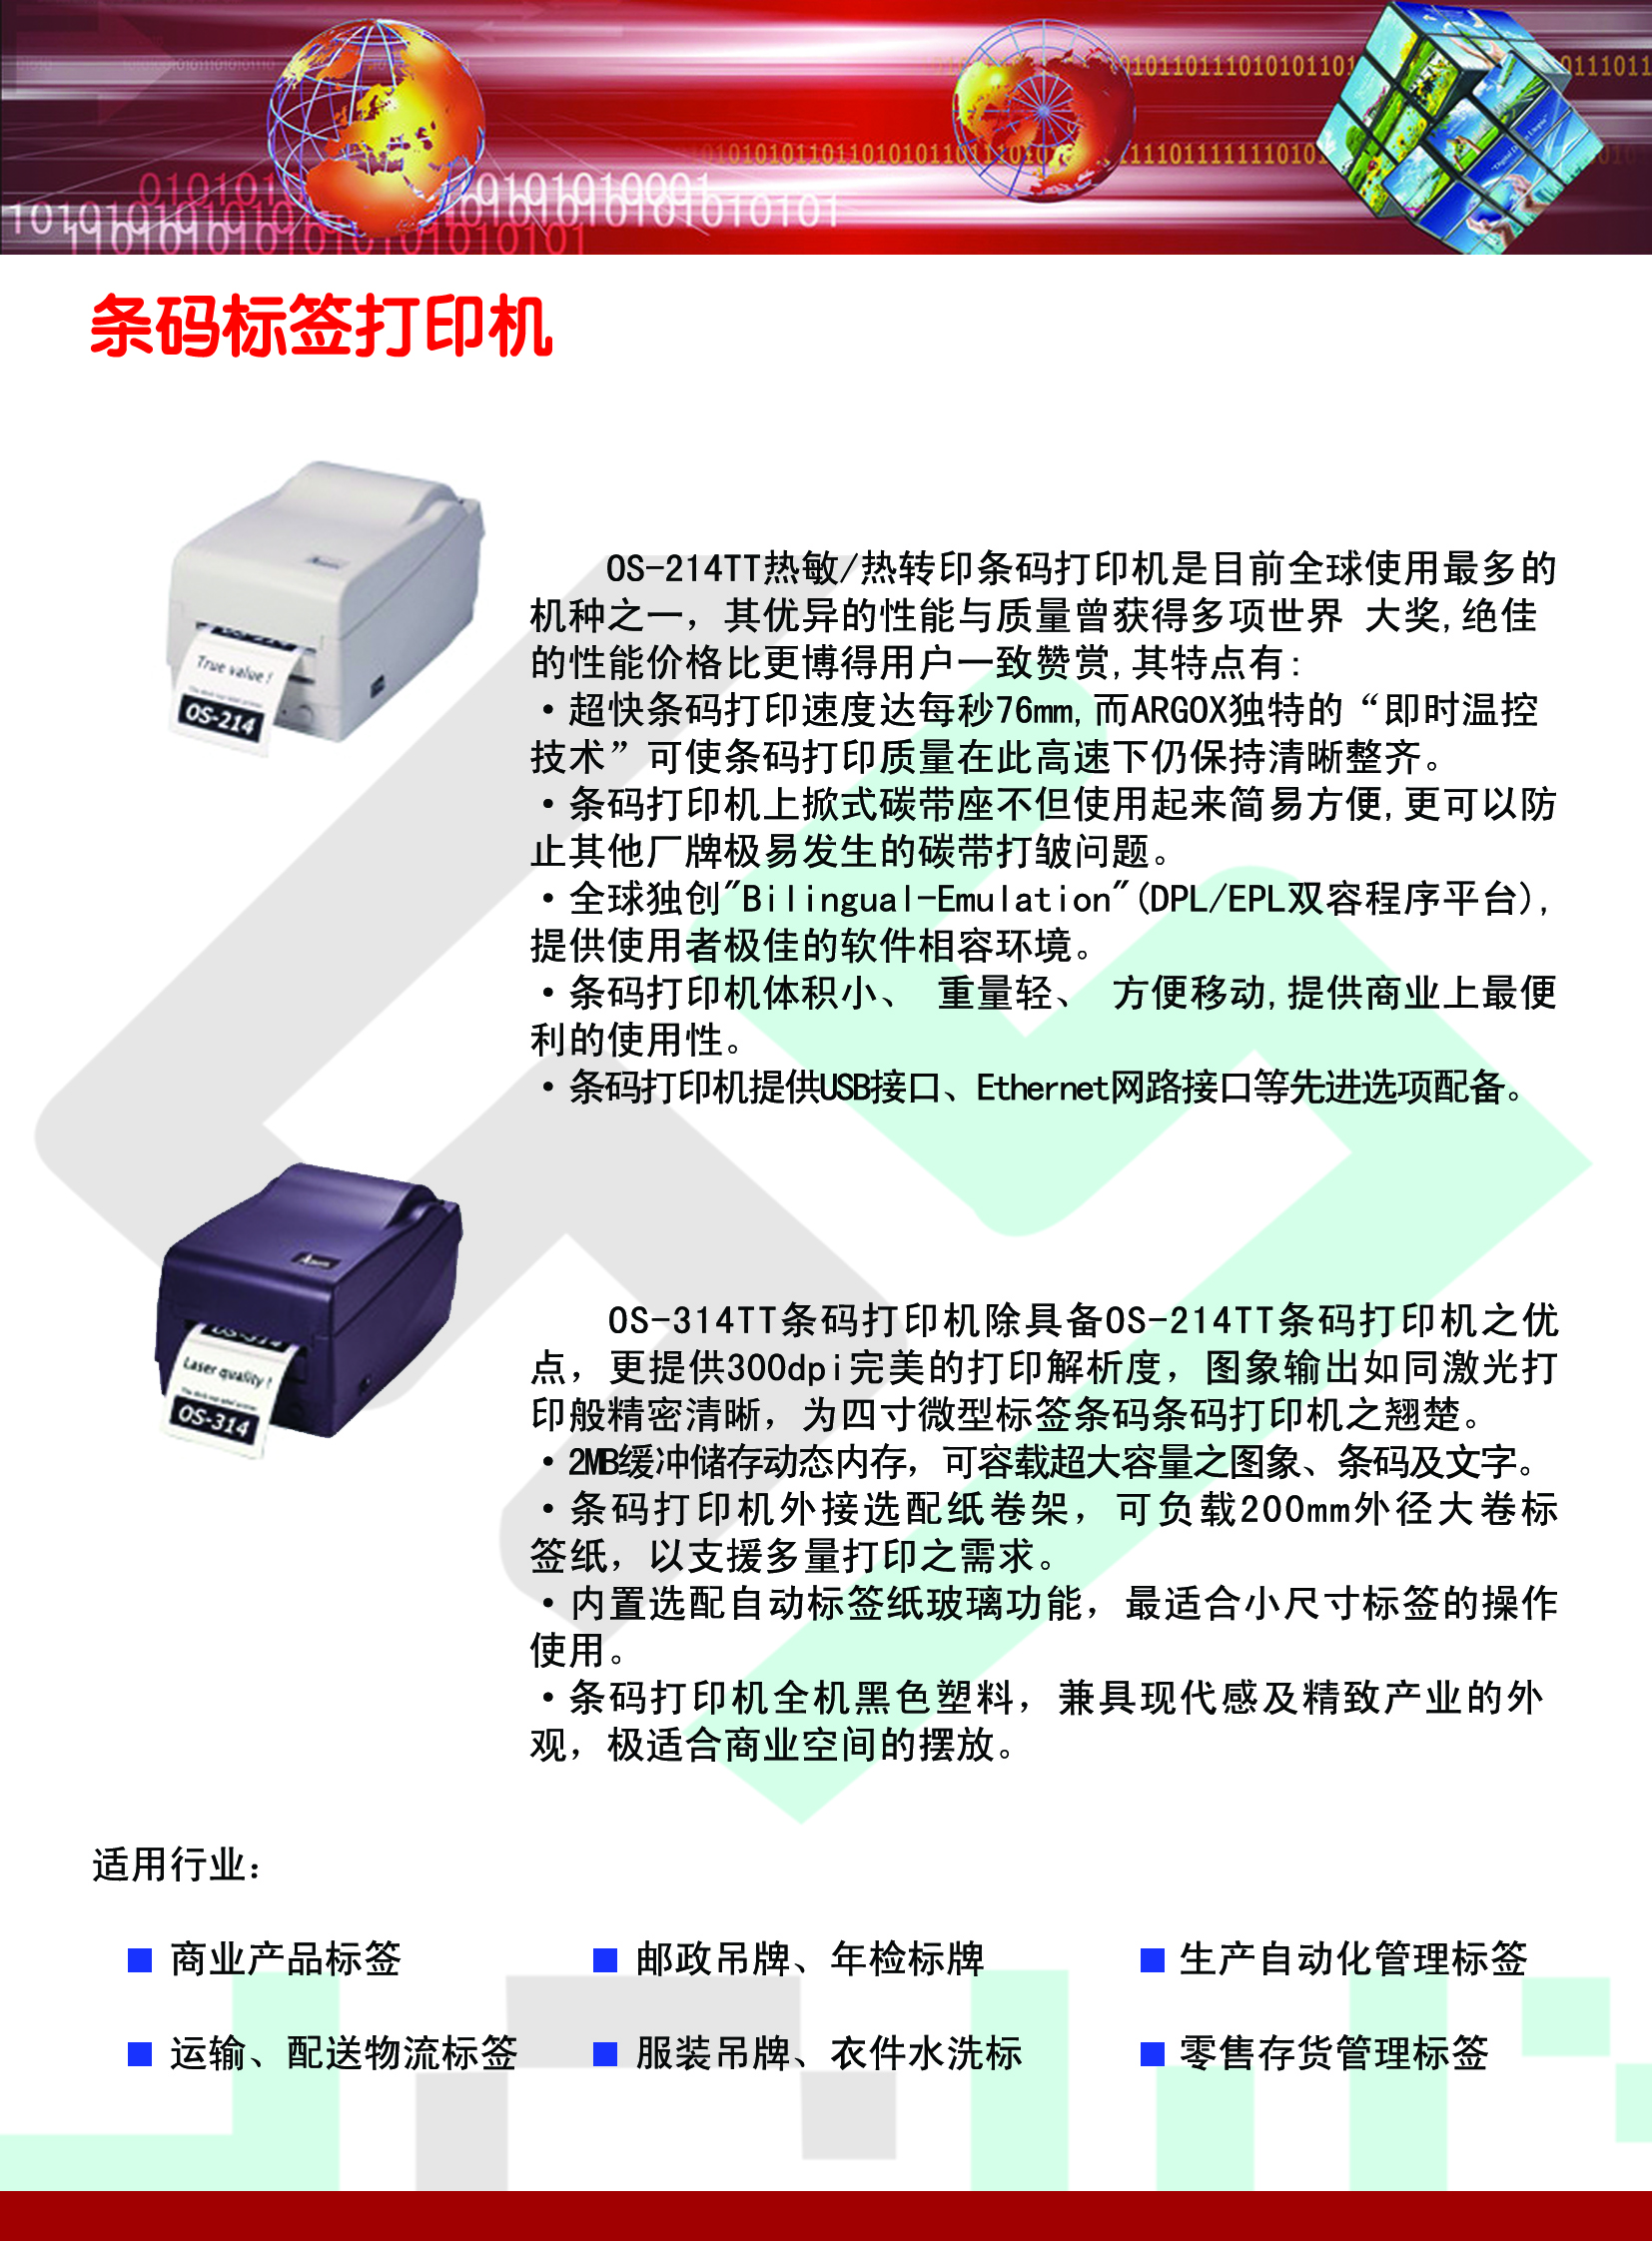 条码标签打印机
True value !
OS-214
OS-214TT热敏/热转印条码打印机是目前全球使用最多的
机种之一，其优异的性能与质量曾获得多项世界 大奖,绝佳
的性能价格比更博得用户一致赞赏,其特点有:
·超快条码打印速度达每秒76mm,而ARGOX独特的“即时温控
技术”可使条码打印质量在此高速下仍保持清晰整齐。
·条码打印机上掀式碳带座不但使用起来简易方便,更可以防
止其他厂牌极易发生的碳带打皱问题。
·全球独创"Bilingual-Emulation"(DPL/EPL双容程序平台),
提供使用者极佳的软件相容环境。
·条码打印机体积小、 重量轻、 方便移动,提供商业上最便
利的使用性。
·条码打印机提供USB接口、Ethernet网路接口等先进选项配备。
Laser quality !
OS-314
OS-314TT条码打印机除具备OS-214TT条码打印机之优
点，更提供300dpi完美的打印解析度，图象输出如同激光打
印般精密清晰，为四寸微型标签条码条码打印机之翘楚。
·2MB缓冲储存动态内存，可容载超大容量之图象、条码及文字。
·条码打印机外接选配纸卷架，可负载200mm外径大卷标
签纸，以支援多量打印之需求。
·内置选配自动标签纸玻璃功能，最适合小尺寸标签的操作
使用。
·条码打印机全机黑色塑料，兼具现代感及精致产业的外
观，极适合商业空间的摆放。
适用行业：
■ 商业产品标签
■ 邮政吊牌、年检标牌
■ 生产自动化管理标签
■ 运输、配送物流标签
■ 服装吊牌、衣件水洗标
■ 零售存货管理标签